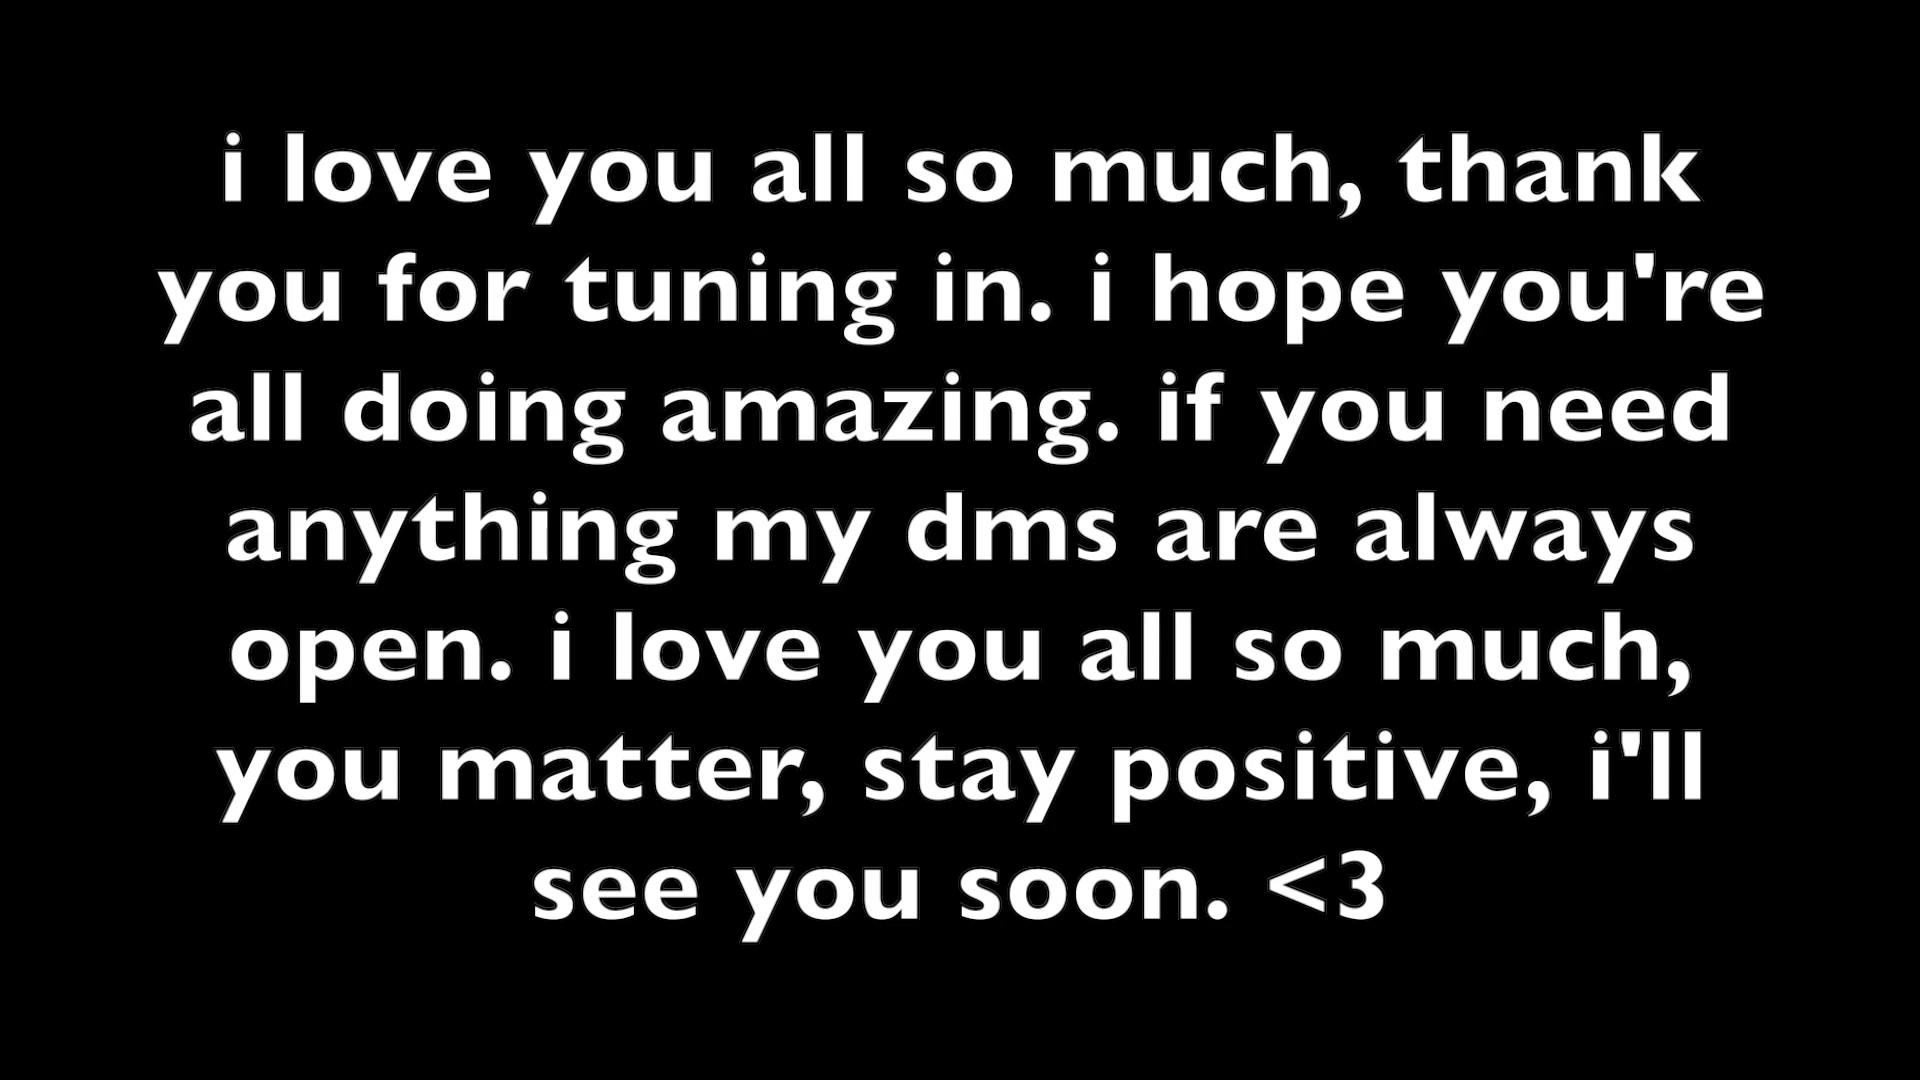 i love you all so much, thank
you for tuning in. i hope you're
all doing amazing. if you need
anything my dms are always
open. i love you all so much,
you matter, stay positive, i'll
see you soon. <3